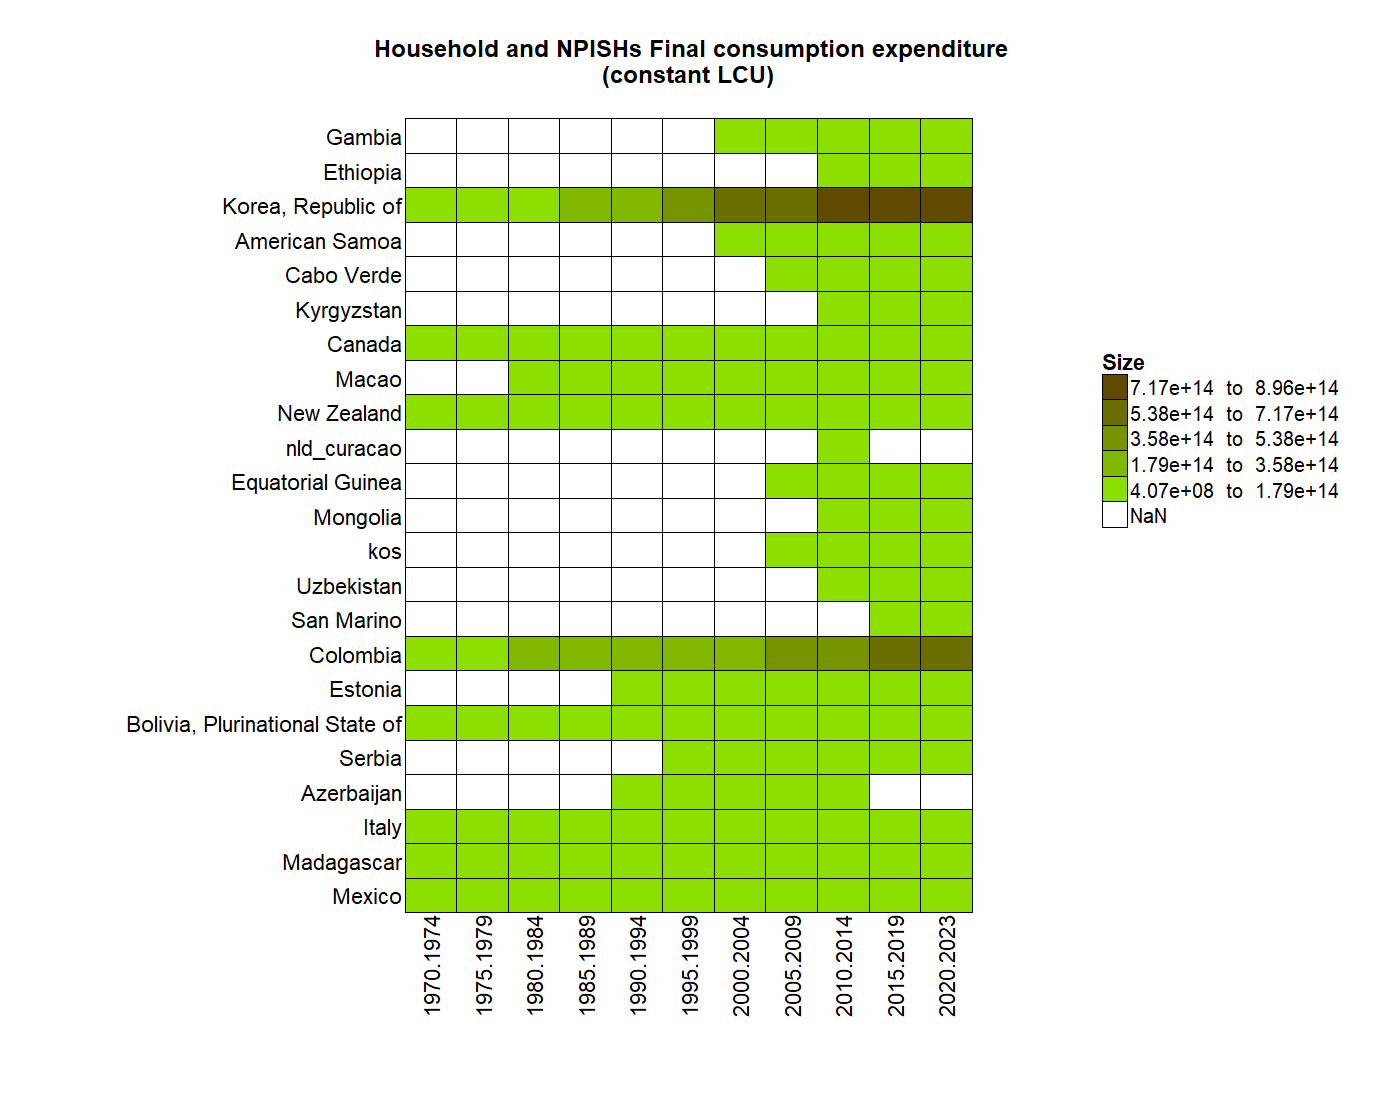 Household and NPISHs Final consumption expenditure
(constant LCU)
Gambia
Ethiopia
Korea, Republic of
American Samoa
Cabo Verde
Kyrgyzstan
Canada
Macao
New Zealand
nld_curacao
Equatorial Guinea
Mongolia
kos
Uzbekistan
San Marino
Colombia
Estonia
Bolivia, Plurinational State of
Serbia
Azerbaijan
Italy
Madagascar
Mexico
1970.1974
1975.1979
1980.1984
1985.1989
1990.1994
1995.1999
2000.2004
2005.2009
2010.2014
2015.2019
2020.2023
Size
7.17e+14 to 8.96e+14
5.38e+14 to 7.17e+14
3.58e+14 to 5.38e+14
1.79e+14 to 3.58e+14
4.07e+08 to 1.79e+14
NaN